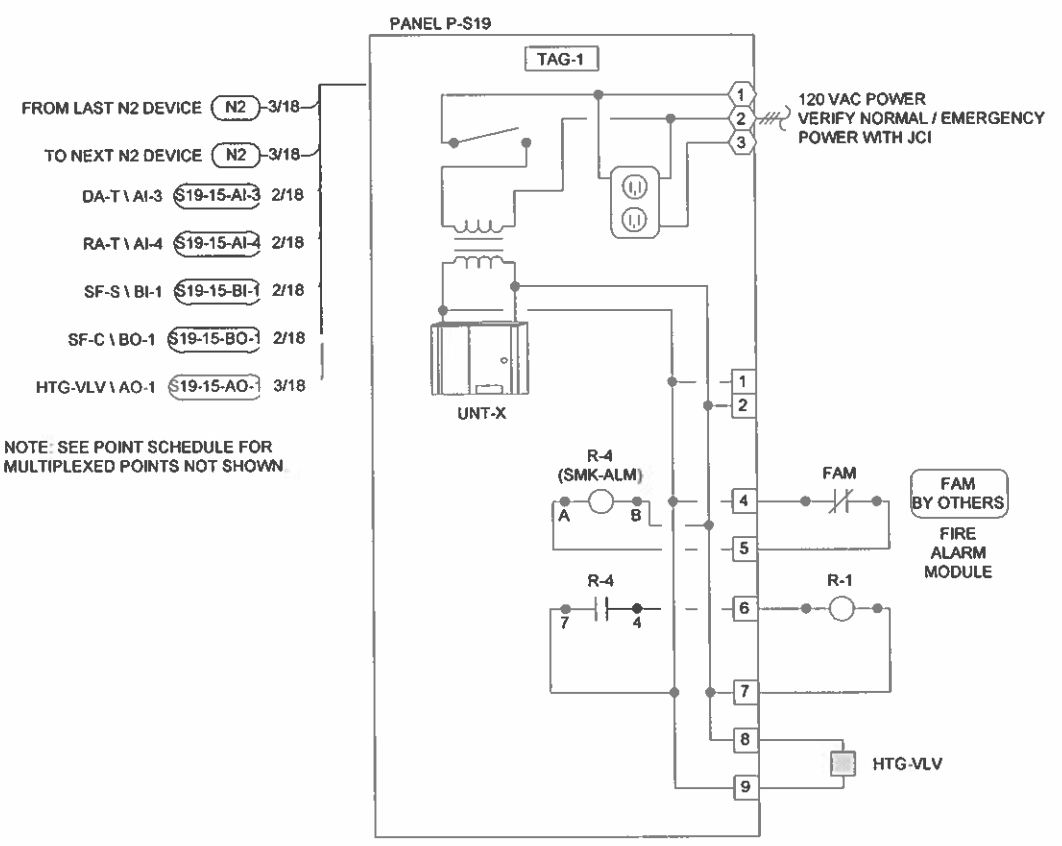 PANEL P-S19
TAG-1
FROM LAST N2 DEVICE N2 3/18
TO NEXT N2 DEVICE N2 3/18
DA-T \ AI-3 S19-15-AI-3 2/18
RA-T \ AI-4 S19-15-AI-4 2/18
SF-S \ BI-1 S19-15-BI-1 2/18
SF-C \ BO-1 S19-15-BO-1 2/18
HTG-VLV \ AO-1 S19-15-AO-1 3/18
NOTE: SEE POINT SCHEDULE FOR
MULTIPLEXED POINTS NOT SHOWN
1
2
3
120 VAC POWER
VERIFY NORMAL / EMERGENCY
POWER WITH JCI
UNT-X
1
2
R-4
(SMK-ALM)
A
B
4
5
FAM
FAM
BY OTHERS
FIRE
ALARM
MODULE
R-4
7
4
6
R-1
7
8
9
HTG-VLV